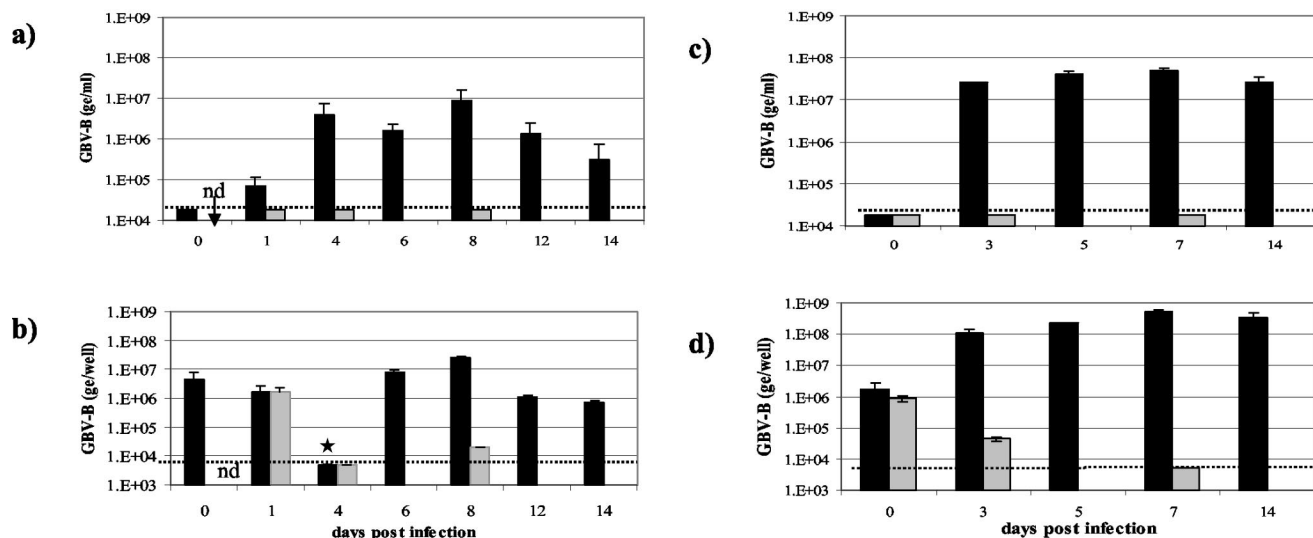 a)
GBV-B (ge/ml)
1.E+09
1.E+08
1.E+07
1.E+06
1.E+05
1.E+04
nd
0 1 4 6 8 12 14
b)
GBV-B (ge/well)
1.E+09
1.E+08
1.E+07
1.E+06
1.E+05
1.E+04
1.E+03
★
nd
0 1 4 6 8 12 14
days post infection
c)
GBV-B (ge/ml)
1.E+09
1.E+08
1.E+07
1.E+06
1.E+05
1.E+04
0 3 5 7 14
d)
GBV-B (ge/well)
1.E+09
1.E+08
1.E+07
1.E+06
1.E+05
1.E+04
1.E+03
0 3 5 7 14
days post infection